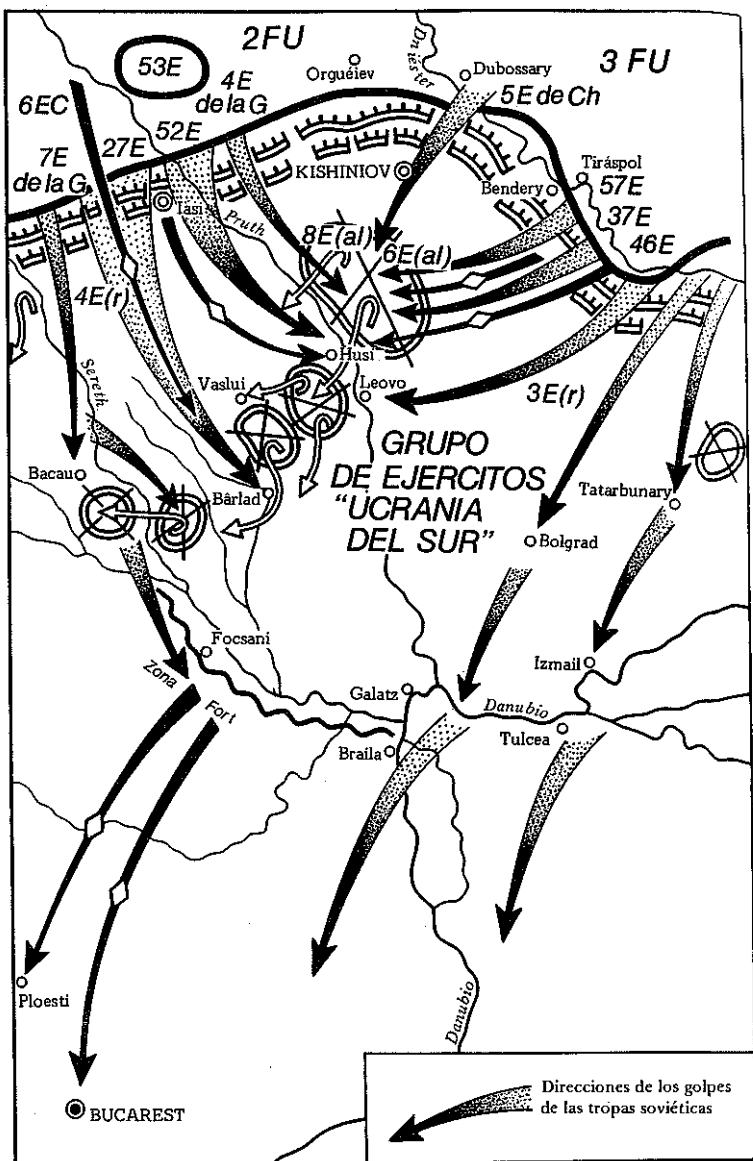 2FU
3 FU
53E
Orguéiev
Dniester
Dubossary
6EC
4E
de la G
5E de Ch
7E
de la G
27E
52E
KISHINIOV
Tiráspol
Bendery
57E
37E
46E
Iasi
Pruth
8E(al)
6E(al)
4E(r)
Husi
Sereth
Vaslui
Leovo
3E(r)
GRUPO
DE EJERCITOS
"UCRANIA
DEL SUR"
Bacau
Bârlad
Tatarbunary
Bolgrad
Focsani
Izmail
Zona
Fort
Galatz
Danubio
Braila
Tulcea
Ploesti
Danubio
BUCAREST
Direcciones de los golpes
de las tropas soviéticas